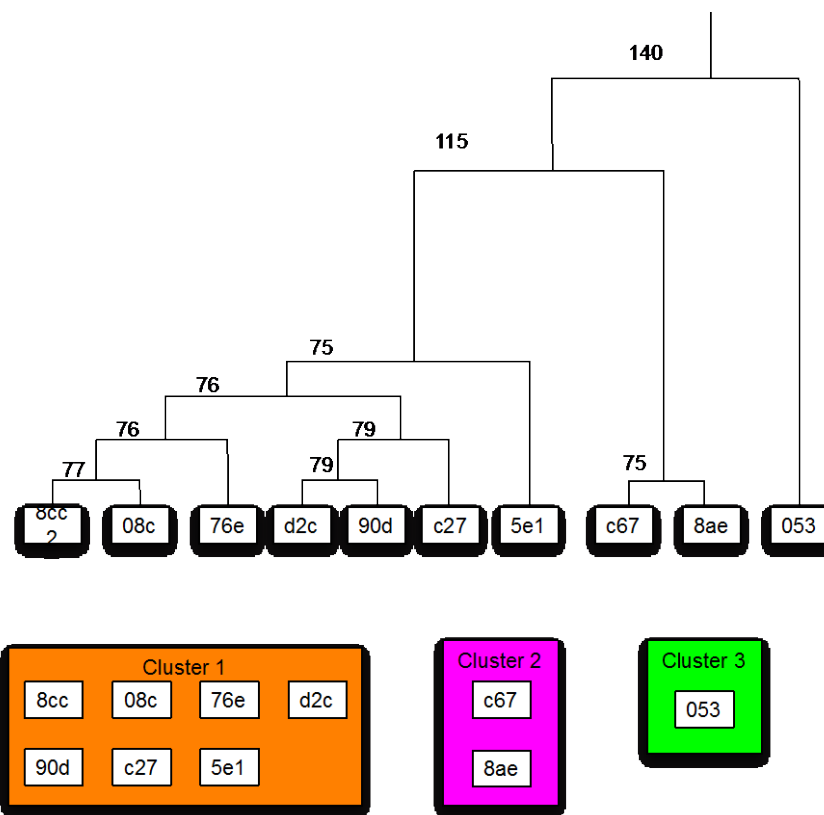 140
115
75
76
76
79
77
79
75
8cc
2
08c
76e
d2c
90d
c27
5e1
c67
8ae
053
Cluster 1
8cc
08c
76e
d2c
90d
c27
5e1
Cluster 2
c67
8ae
Cluster 3
053